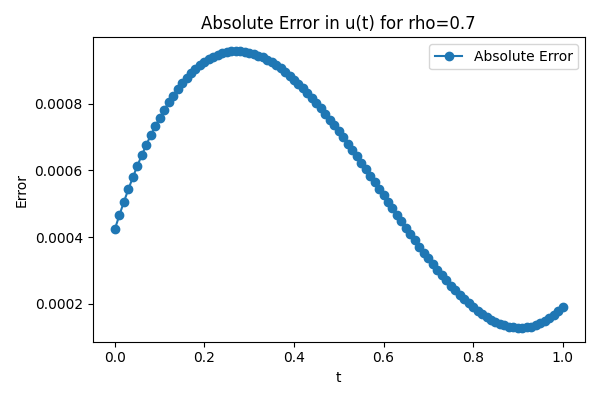 Absolute Error in u(t) for rho=0.7
Absolute Error
Error
0.0008
0.0006
0.0004
0.0002
0.0 0.2 0.4 0.6 0.8 1.0
t